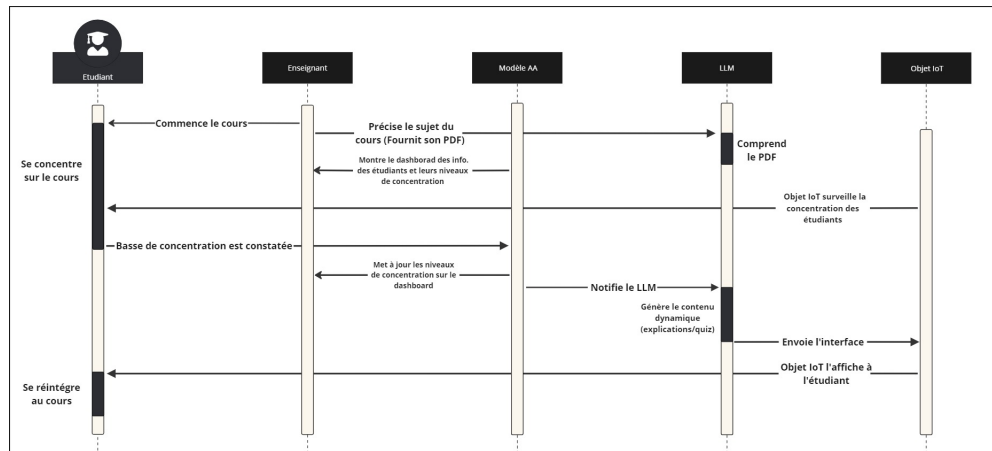 Etudiant
Enseignant
Modèle AA
LLM
Objet IoT
Commence le cours
Précise le sujet du
cours (Fournit son PDF)
Comprend
le PDF
Se concentre
sur le cours
Montre le dashborad des info.
des étudiants et leurs niveaux
de concentration
Objet IoT surveille la
concentration des
étudiants
Basse de concentration est constatée
Met à jour les niveaux
de concentration sur le
dashboard
Notifie le LLM
Génère le contenu
dynamique
(explications/quiz)
Envoie l'interface
Objet IoT l'affiche à
l'étudiant
Se réintégre
au cours